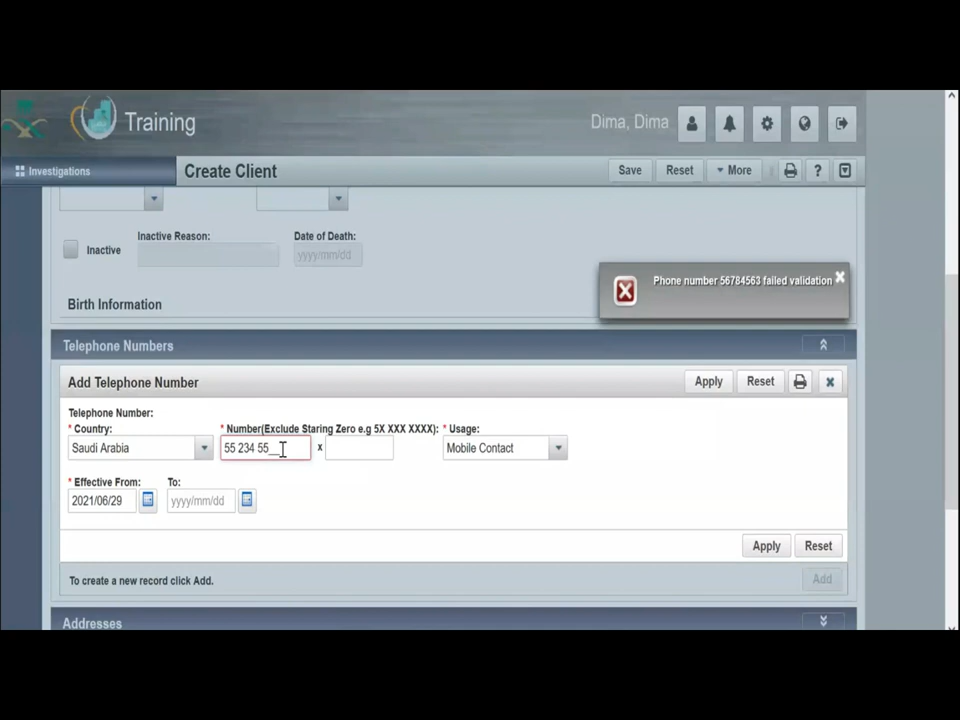 Training
Dima, Dima
Investigations
Create Client
Save
Reset
More
?
Inactive
Inactive Reason:
Date of Death:
yyyy/mm/dd
Birth Information
Phone number 56784563 failed validation
Telephone Numbers
Add Telephone Number
Apply
Reset
Telephone Number:
* Country:
* Number(Exclude Staring Zero e.g 5X XXX XXXX):
* Usage:
Saudi Arabia
55 234 55__
x
Mobile Contact
* Effective From:
To:
2021/06/29
yyyy/mm/dd
Apply
Reset
To create a new record click Add.
Add
Addresses